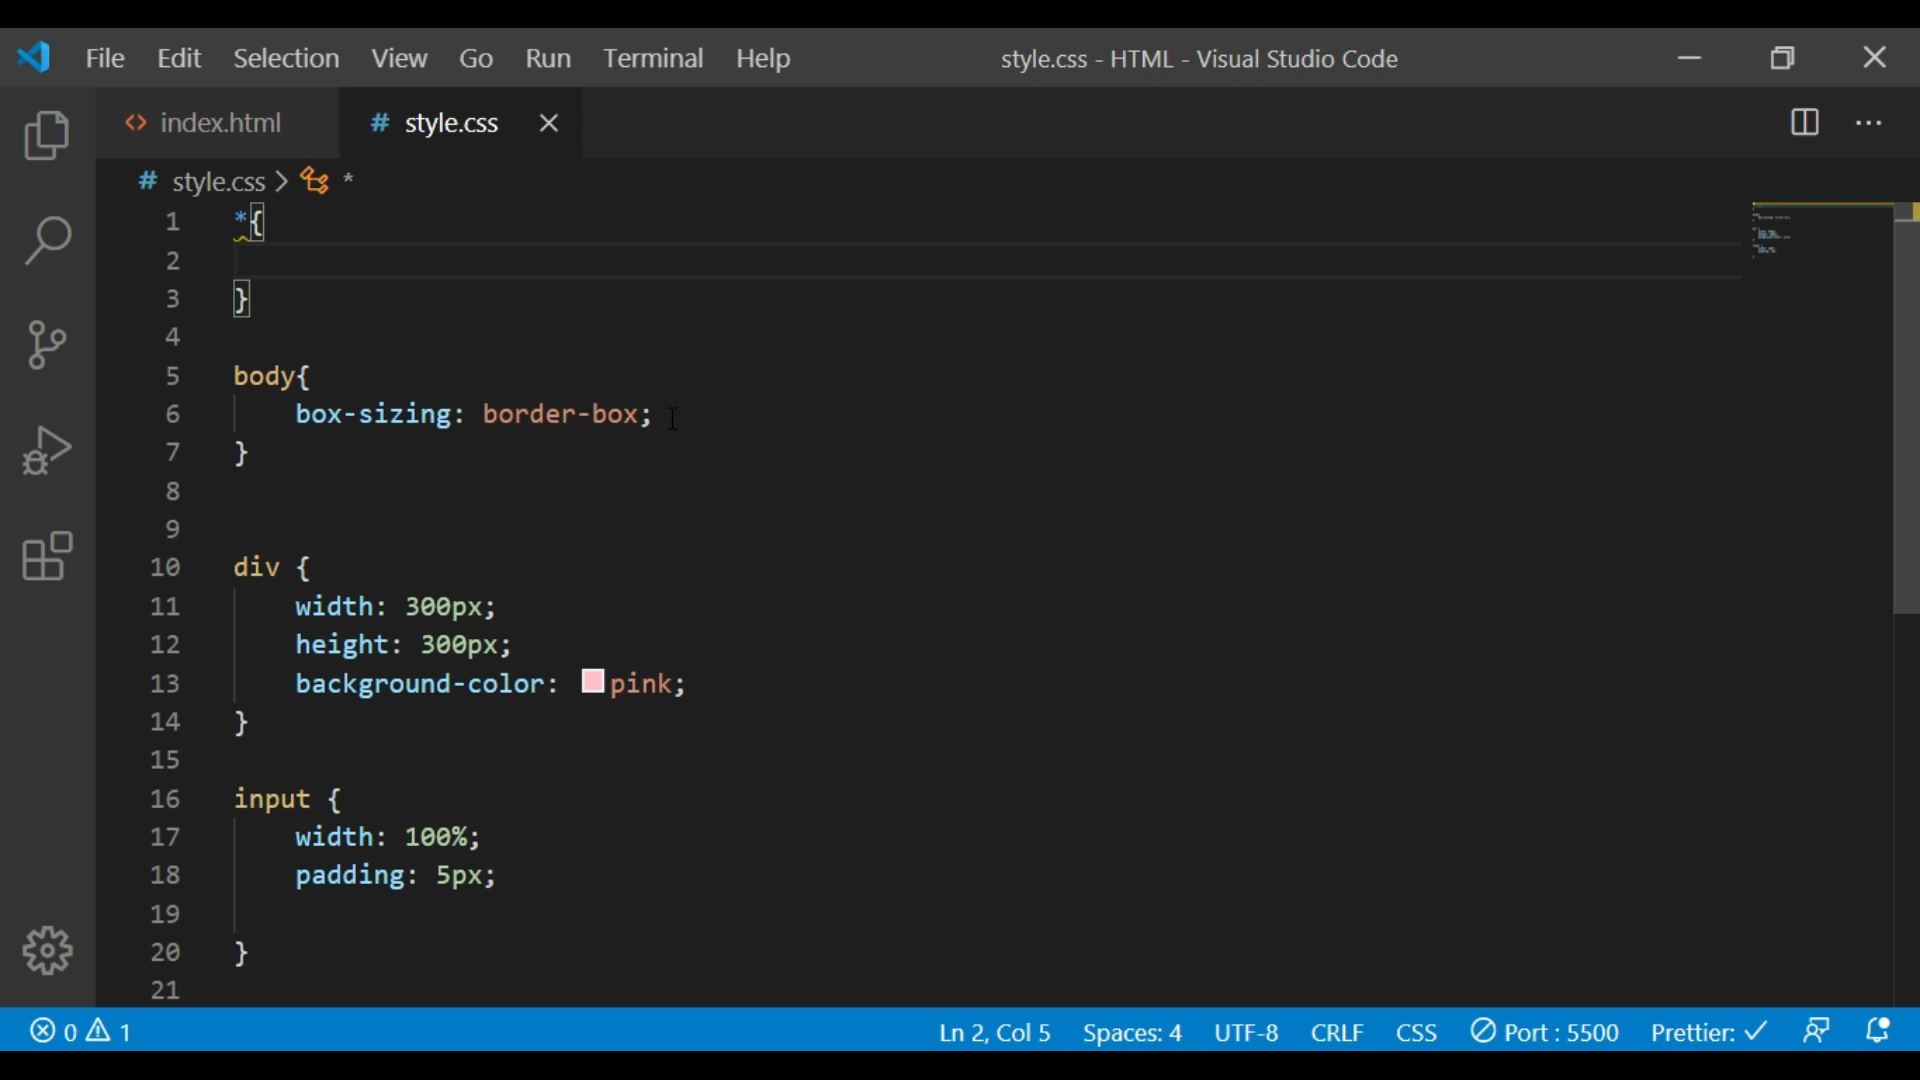 File Edit Selection View Go Run Terminal Help style.css - HTML - Visual Studio Code
<> index.html # style.css
# style.css > *
1 *{
2
3 }
4
5 body{
6 box-sizing: border-box;
7 }
8
9
10 div {
11 width: 300px;
12 height: 300px;
13 background-color: pink;
14 }
15
16 input {
17 width: 100%;
18 padding: 5px;
19
20 }
21
0 1 Ln 2, Col 5 Spaces: 4 UTF-8 CRLF CSS Port : 5500 Prettier: ✓